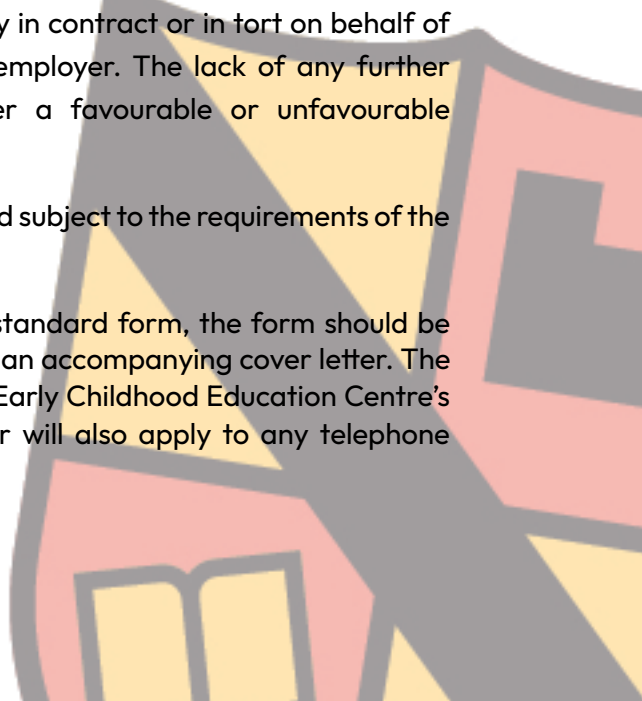 y in contract or in tort on behalf of
employer. The lack of any further
er a favourable or unfavourable
d subject to the requirements of the
standard form, the form should be
an accompanying cover letter. The
Early Childhood Education Centre's
r will also apply to any telephone